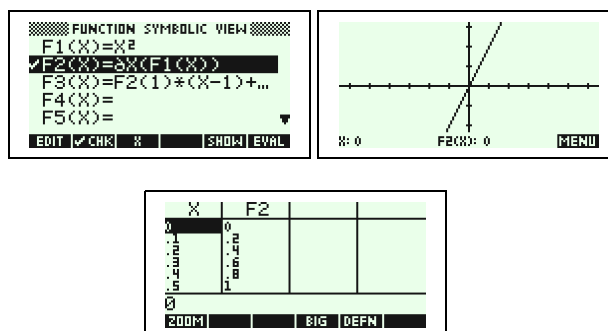 FUNCTION SYMBOLIC VIEW
F1(X)=X²
✓F2(X)=∂X(F1(X))
F3(X)=F2(1)*(X-1)+…
F4(X)=
F5(X)=
EDIT ✓CHK X SHOW EVAL
X: 0 F2(X): 0 MENU
X F2
0 0
.1 .2
.2 .4
.3 .6
.4 .8
.5 1
0
ZOOM BIG DEFN